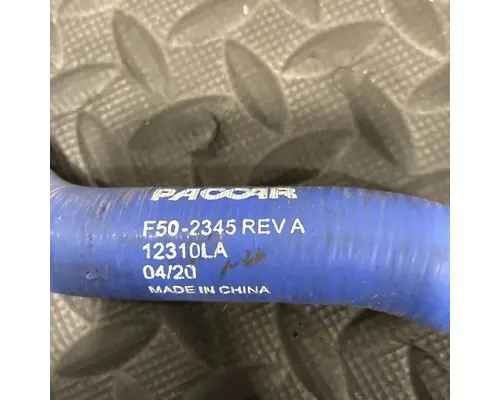 PACCAR
F50-2345 REV A
12310LA
04/20
MADE IN CHINA